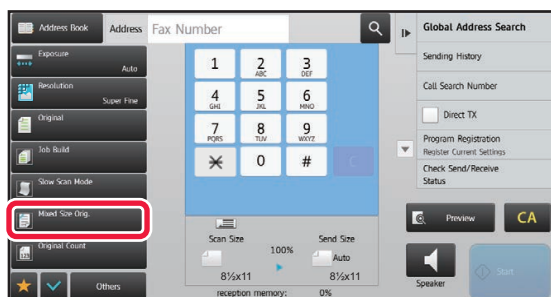 Address Book
Address
Fax Number
Exposure
Auto
Resolution
Super Fine
Original
Job Build
Slow Scan Mode
Mixed Size Orig.
Original Count
Others
1
2
ABC
3
DEF
4
GHI
5
JKL
6
MNO
7
PQRS
8
TUV
9
WXYZ
0
#
C
Scan Size
100%
Send Size
Auto
8½x11
8½x11
reception memory: 0%
Global Address Search
Sending History
Call Search Number
Direct TX
Program Registration
Register Current Settings
Check Send/Receive
Status
Preview
CA
Speaker
Start